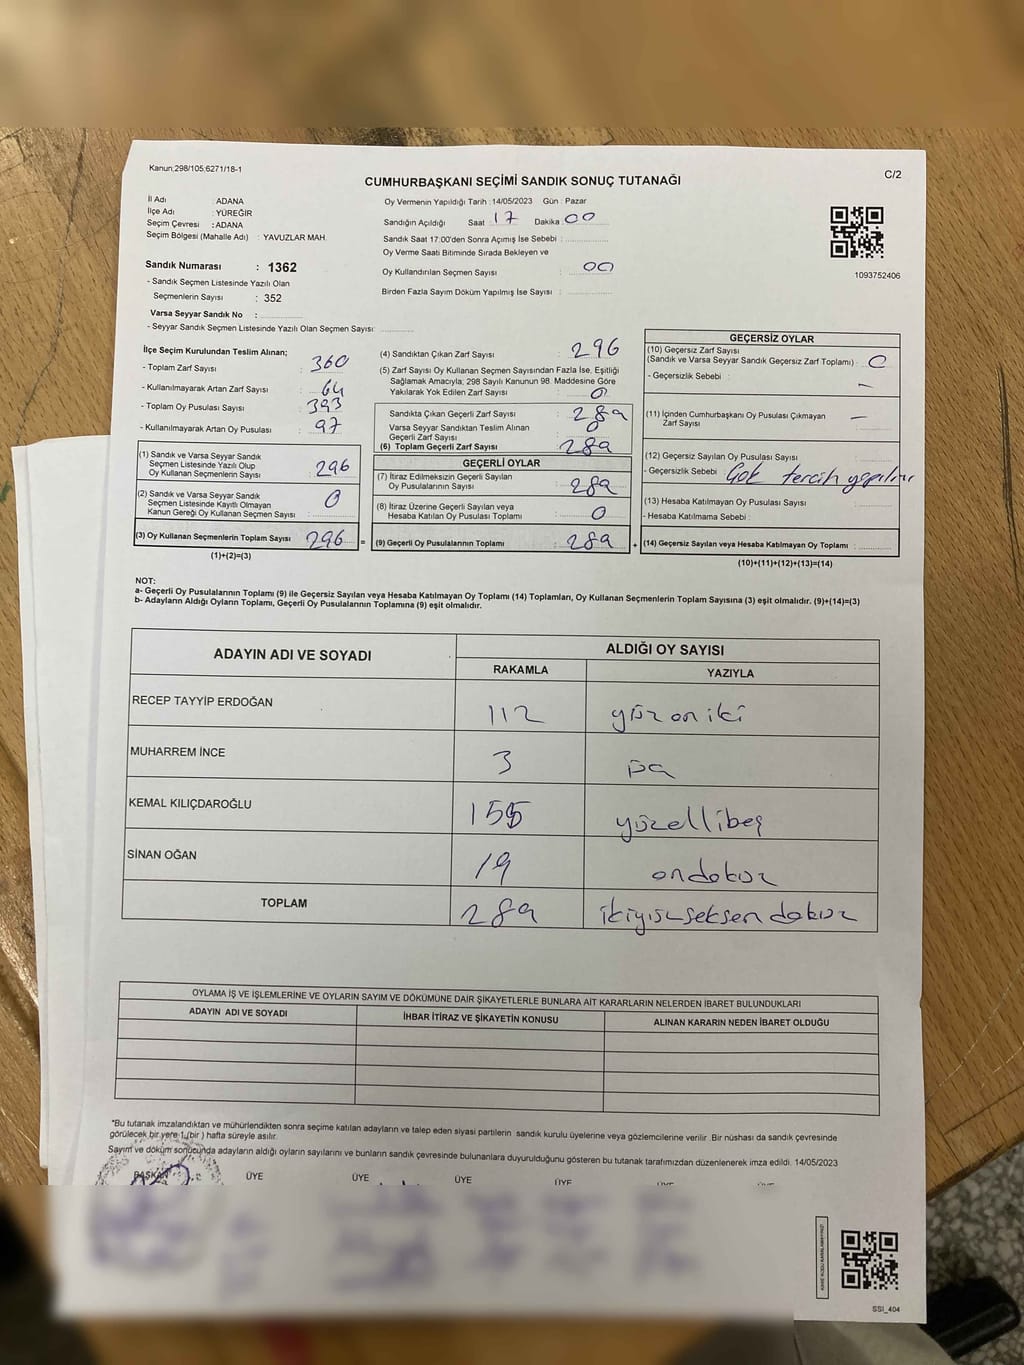 Kanun;298/105;6271/18-1
C/2
CUMHURBAŞKANI SEÇİMİ SANDIK SONUÇ TUTANAĞI
İl Adı : ADANA
İlçe Adı : YÜREĞİR
Seçim Çevresi : ADANA
Seçim Bölgesi (Mahalle Adı) : YAVUZLAR MAH.
Sandık Numarası : 1362
- Sandık Seçmen Listesinde Yazılı Olan
Seçmenlerin Sayısı : 352
Varsa Seyyar Sandık No :
- Seyyar Sandık Seçmen Listesinde Yazılı Olan Seçmen Sayısı:
Oy Vermenin Yapıldığı Tarih : 14/05/2023 Gün : Pazar
Sandığın Açıldığı Saat 17 Dakika 00
Sandık Saat 17:00'den Sonra Açımış İse Sebebi :
Oy Verme Saati Bitiminde Sırada Bekleyen ve
Oy Kullandırılan Seçmen Sayısı : 00
Birden Fazla Sayım Döküm Yapılmış İse Sayısı :
1093752406
İlçe Seçim Kurulundan Teslim Alınan;
- Toplam Zarf Sayısı : 360
- Kullanılmayarak Artan Zarf Sayısı : 64
- Toplam Oy Pusulası Sayısı : 393
- Kullanılmayarak Artan Oy Pusulası : 97
(1) Sandık ve Varsa Seyyar Sandık
Seçmen Listesinde Yazılı Olup
Oy Kullanan Seçmenlerin Sayısı : 296
(2) Sandık ve Varsa Seyyar Sandık
Seçmen Listesinde Kayıtlı Olmayan
Kanun Gereği Oy Kullanan Seçmen Sayısı : 0
(3) Oy Kullanan Seçmenlerin Toplam Sayısı : 296
(1)+(2)=(3)
(4) Sandıktan Çıkan Zarf Sayısı : 296
(5) Zarf Sayısı Oy Kullanan Seçmen Sayısından Fazla İse, Eşitliği
Sağlamak Amacıyla; 298 Sayılı Kanunun 98. Maddesine Göre
Yakılarak Yok Edilen Zarf Sayısı : 0
Sandıkta Çıkan Geçerli Zarf Sayısı : 289
Varsa Seyyar Sandıktan Teslim Alınan
Geçerli Zarf Sayısı : 0
(6) Toplam Geçerli Zarf Sayısı : 289
GEÇERLİ OYLAR
(7) İtiraz Edilmeksizin Geçerli Sayılan
Oy Pusulalarının Sayısı : 289
(8) İtiraz Üzerine Geçerli Sayılan veya
Hesaba Katılan Oy Pusulası Toplamı : 0
= (9) Geçerli Oy Pusulalarının Toplamı : 289
GEÇERSİZ OYLAR
(10) Geçersiz Zarf Sayısı
(Sandık ve Varsa Seyyar Sandık Geçersiz Zarf Toplamı) : 0
- Geçersizlik Sebebi : —
(11) İçinden Cumhurbaşkanı Oy Pusulası Çıkmayan
Zarf Sayısı : —
(12) Geçersiz Sayılan Oy Pusulası Sayısı :
- Geçersizlik Sebebi : Çok tercih yapılmış
(13) Hesaba Katılmayan Oy Pusulası Sayısı :
- Hesaba Katılmama Sebebi :
+ (14) Geçersiz Sayılan veya Hesaba Katılmayan Oy Toplamı :
(10)+(11)+(12)+(13)=(14)
NOT:
a- Geçerli Oy Pusulalarının Toplamı (9) ile Geçersiz Sayılan veya Hesaba Katılmayan Oy Toplamı (14) Toplamları, Oy Kullanan Seçmenlerin Toplam Sayısına (3) eşit olmalıdır. (9)+(14)=(3)
b- Adayların Aldığı Oyların Toplamı, Geçerli Oy Pusulalarının Toplamına (9) eşit olmalıdır.
ADAYIN ADI VE SOYADI
ALDIĞI OY SAYISI
RAKAMLA YAZIYLA
RECEP TAYYİP ERDOĞAN 112 yüz oniki
MUHARREM İNCE 3 üç
KEMAL KILIÇDAROĞLU 155 yüzellibeş
SİNAN OĞAN 19 ondokuz
TOPLAM 289 ikiyüzseksen dokuz
OYLAMA İŞ VE İŞLEMLERİNE VE OYLARIN SAYIM VE DÖKÜMÜNE DAİR ŞİKAYETLERLE BUNLARA AİT KARARLARIN NELERDEN İBARET BULUNDUKLARI
ADAYIN ADI VE SOYADI İHBAR İTİRAZ VE ŞİKAYETİN KONUSU ALINAN KARARIN NEDEN İBARET OLDUĞU
*Bu tutanak imzalandıktan ve mühürlendikten sonra seçime katılan adayların ve talep eden siyasi partilerin sandık kurulu üyelerine veya gözlemcilerine verilir. Bir nüshası da sandık çevresinde
görülecek bir yere 1 (bir) hafta süreyle asılır.
Sayım ve döküm sonucunda adayların aldığı oyların sayılarını ve bunların sandık çevresinde bulunanlara duyurulduğunu gösteren bu tutanak tarafımızdan düzenlenerek imza edildi. 14/05/2023
BAŞKAN ÜYE ÜYE ÜYE ÜYE
SSI_404